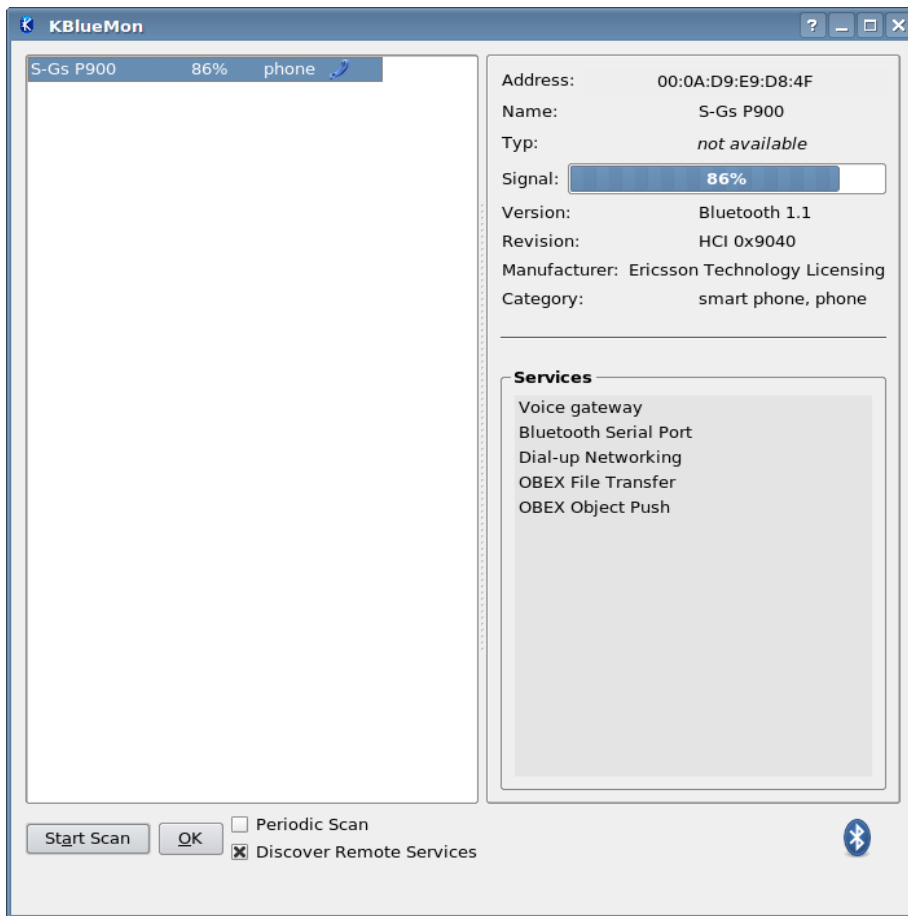 KBlueMon
S-Gs P900 86% phone
Address: 00:0A:D9:E9:D8:4F
Name: S-Gs P900
Typ: not available
Signal: 86%
Version: Bluetooth 1.1
Revision: HCI 0x9040
Manufacturer: Ericsson Technology Licensing
Category: smart phone, phone
Services
Voice gateway
Bluetooth Serial Port
Dial-up Networking
OBEX File Transfer
OBEX Object Push
Start Scan
OK
Periodic Scan
Discover Remote Services